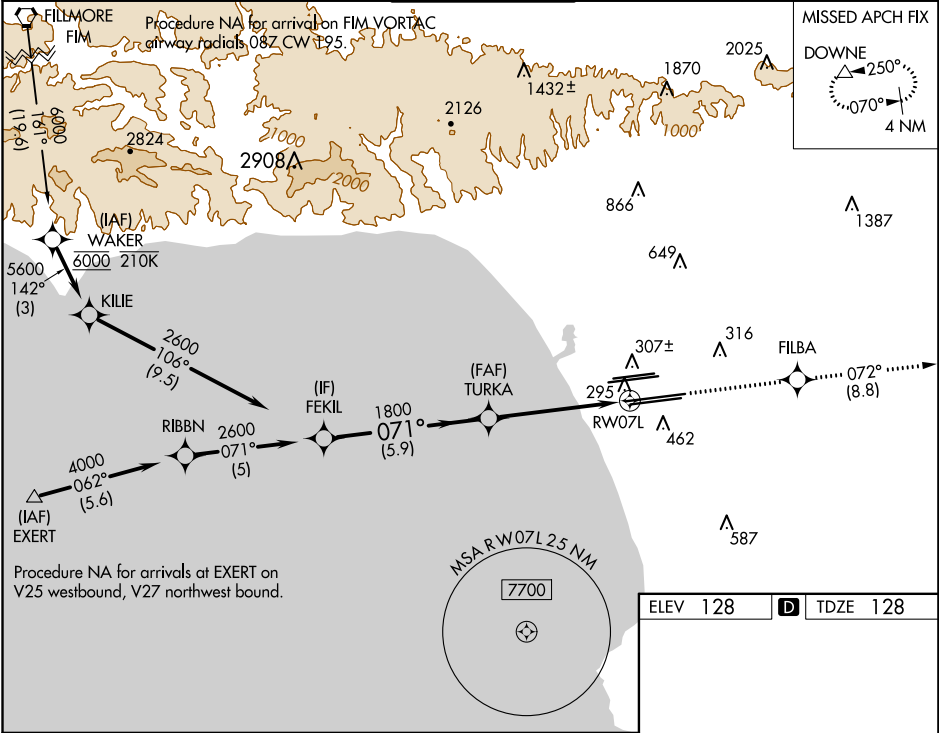 FILLMORE
FIM
Procedure NA for arrival on FIM VORTAC
airway radials 087 CW 195.
MISSED APCH FIX
DOWNE
250°
070°
4 NM
2025
1870
1432±
2126
1000
1000
2824
2908
2000
6000
161°
(19.9)
866
1387
649
(IAF)
WAKER
6000 210K
5600
142°
(3)
KILIE
2600
106°
(9.5)
307±
316
FILBA
072°
(8.8)
295
RW07L
462
(FAF)
TURKA
(IF)
FEKIL
1800
071°
(5.9)
RIBBN
2600
071°
(5)
4000
062°
(5.6)
(IAF)
EXERT
587
Procedure NA for arrivals at EXERT on
V25 westbound, V27 northwest bound.
MSA RW07L 25 NM
7700
ELEV 128 D TDZE 128